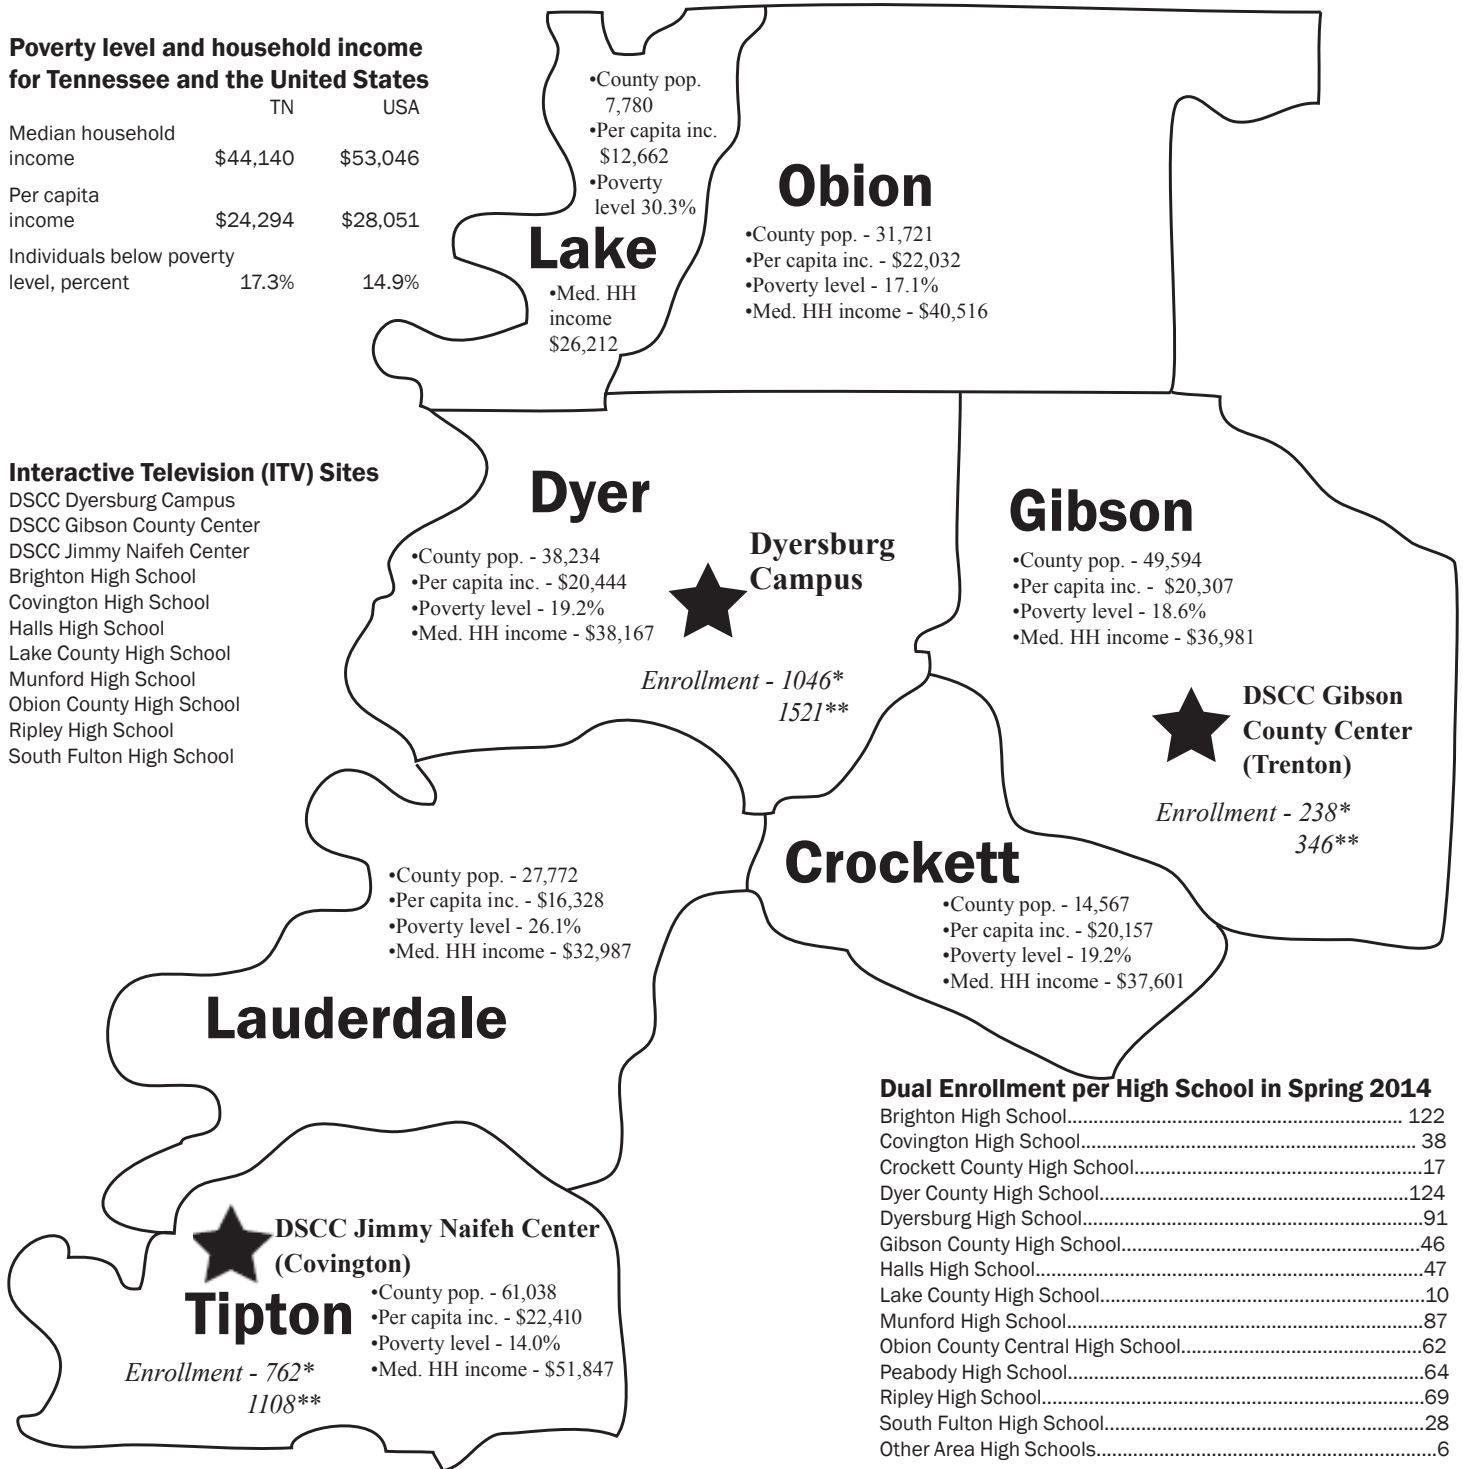 Poverty level and household income
for Tennessee and the United States
TN USA
Median household
income $44,140 $53,046
Per capita
income $24,294 $28,051
Individuals below poverty
level, percent 17.3% 14.9%
•County pop.
7,780
•Per capita inc.
$12,662
•Poverty
level 30.3%
Lake
•Med. HH
income
$26,212
Obion
•County pop. - 31,721
•Per capita inc. - $22,032
•Poverty level - 17.1%
•Med. HH income - $40,516
Interactive Television (ITV) Sites
DSCC Dyersburg Campus
DSCC Gibson County Center
DSCC Jimmy Naifeh Center
Brighton High School
Covington High School
Halls High School
Lake County High School
Munford High School
Obion County High School
Ripley High School
South Fulton High School
Dyer
•County pop. - 38,234
•Per capita inc. - $20,444
•Poverty level - 19.2%
•Med. HH income - $38,167
Dyersburg
Campus
Enrollment - 1046*
1521**
Gibson
•County pop. - 49,594
•Per capita inc. - $20,307
•Poverty level - 18.6%
•Med. HH income - $36,981
DSCC Gibson
County Center
(Trenton)
Enrollment - 238*
346**
Crockett
•County pop. - 14,567
•Per capita inc. - $20,157
•Poverty level - 19.2%
•Med. HH income - $37,601
•County pop. - 27,772
•Per capita inc. - $16,328
•Poverty level - 26.1%
•Med. HH income - $32,987
Lauderdale
DSCC Jimmy Naifeh Center
(Covington)
Tipton
•County pop. - 61,038
•Per capita inc. - $22,410
•Poverty level - 14.0%
•Med. HH income - $51,847
Enrollment - 762*
1108**
Dual Enrollment per High School in Spring 2014
Brighton High School........ 122
Covington High School........ 38
Crockett County High School........17
Dyer County High School........124
Dyersburg High School........91
Gibson County High School........46
Halls High School........47
Lake County High School........10
Munford High School........87
Obion County Central High School........62
Peabody High School........64
Ripley High School........69
South Fulton High School........28
Other Area High Schools........6